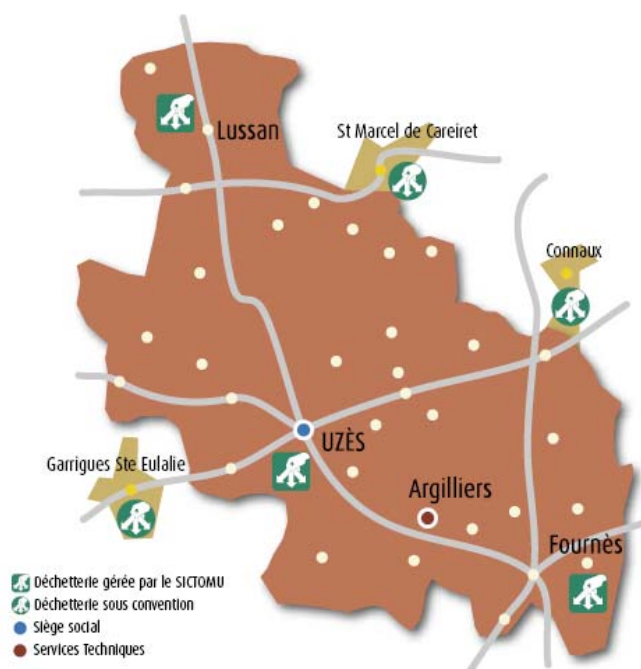 Lussan
St Marcel de Careiret
Connaux
UZÈS
Garrigues Ste Eulalie
Argilliers
Fournès
Déchetterie gérée par le SICTOMU
Déchetterie sous convention
Siège social
Services Techniques